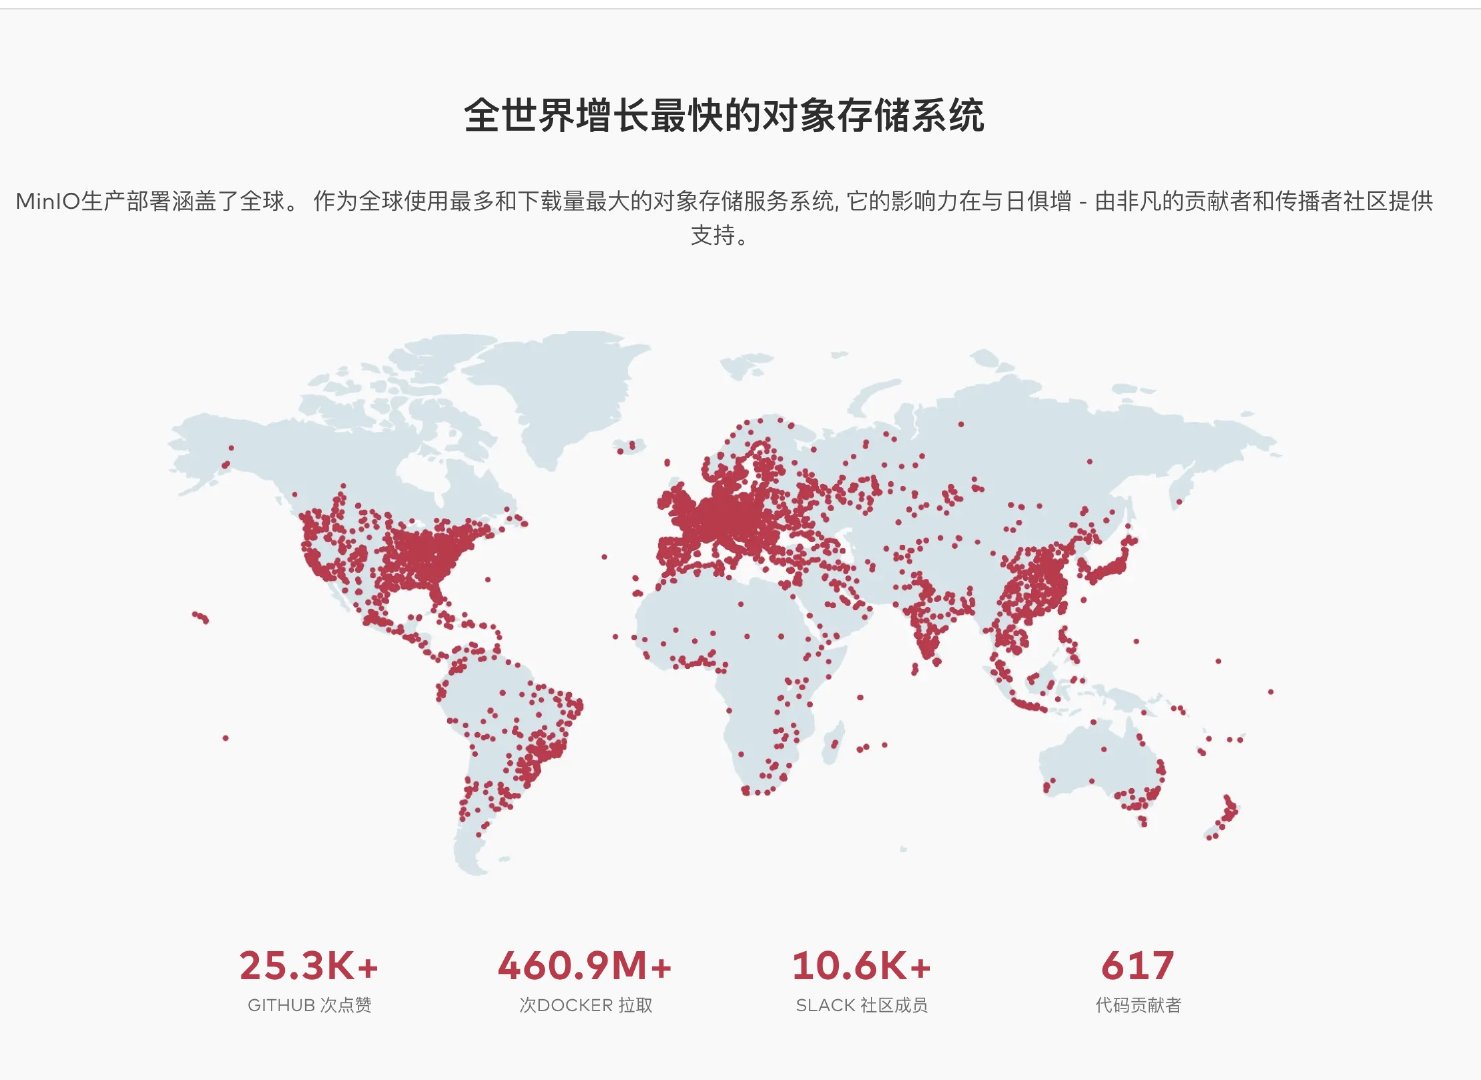 全世界增长最快的对象存储系统
MinIO生产部署涵盖了全球。 作为全球使用最多和下载量最大的对象存储服务系统, 它的影响力在与日俱增 - 由非凡的贡献者和传播者社区提供
支持。
25.3K+ 460.9M+ 10.6K+ 617
GITHUB 次点赞 次DOCKER 拉取 SLACK 社区成员 代码贡献者